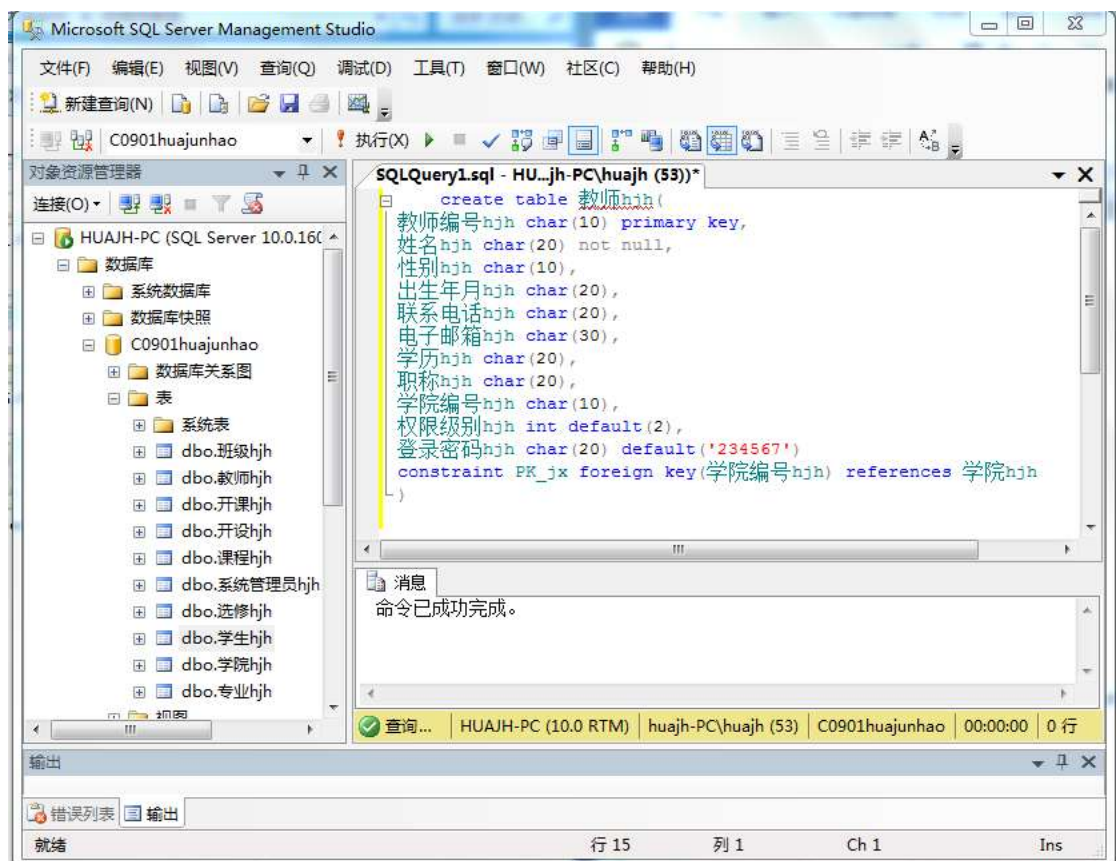 Microsoft SQL Server Management Studio
文件(F) 编辑(E) 视图(V) 查询(Q) 调试(D) 工具(T) 窗口(W) 社区(C) 帮助(H)
新建查询(N)
C0901huajunhao 执行(X)
对象资源管理器
连接(O)
HUAJH-PC (SQL Server 10.0.160
数据库
系统数据库
数据库快照
C0901huajunhao
数据库关系图
表
系统表
dbo.班级hjh
dbo.教师hjh
dbo.开课hjh
dbo.开设hjh
dbo.课程hjh
dbo.系统管理员hjh
dbo.选修hjh
dbo.学生hjh
dbo.学院hjh
dbo.专业hjh
视图
SQLQuery1.sql - HU...jh-PC\huajh (53))*
create table 教师hjh(
教师编号hjh char(10) primary key,
姓名hjh char(20) not null,
性别hjh char(10),
出生年月hjh char(20),
联系电话hjh char(20),
电子邮箱hjh char(30),
学历hjh char(20),
职称hjh char(20),
学院编号hjh char(10),
权限级别hjh int default(2),
登录密码hjh char(20) default('234567')
constraint PK_jx foreign key(学院编号hjh) references 学院hjh
)
消息
命令已成功完成。
查询... HUAJH-PC (10.0 RTM) huajh-PC\huajh (53) C0901huajunhao 00:00:00 0 行
输出
错误列表 输出
就绪 行 15 列 1 Ch 1 Ins